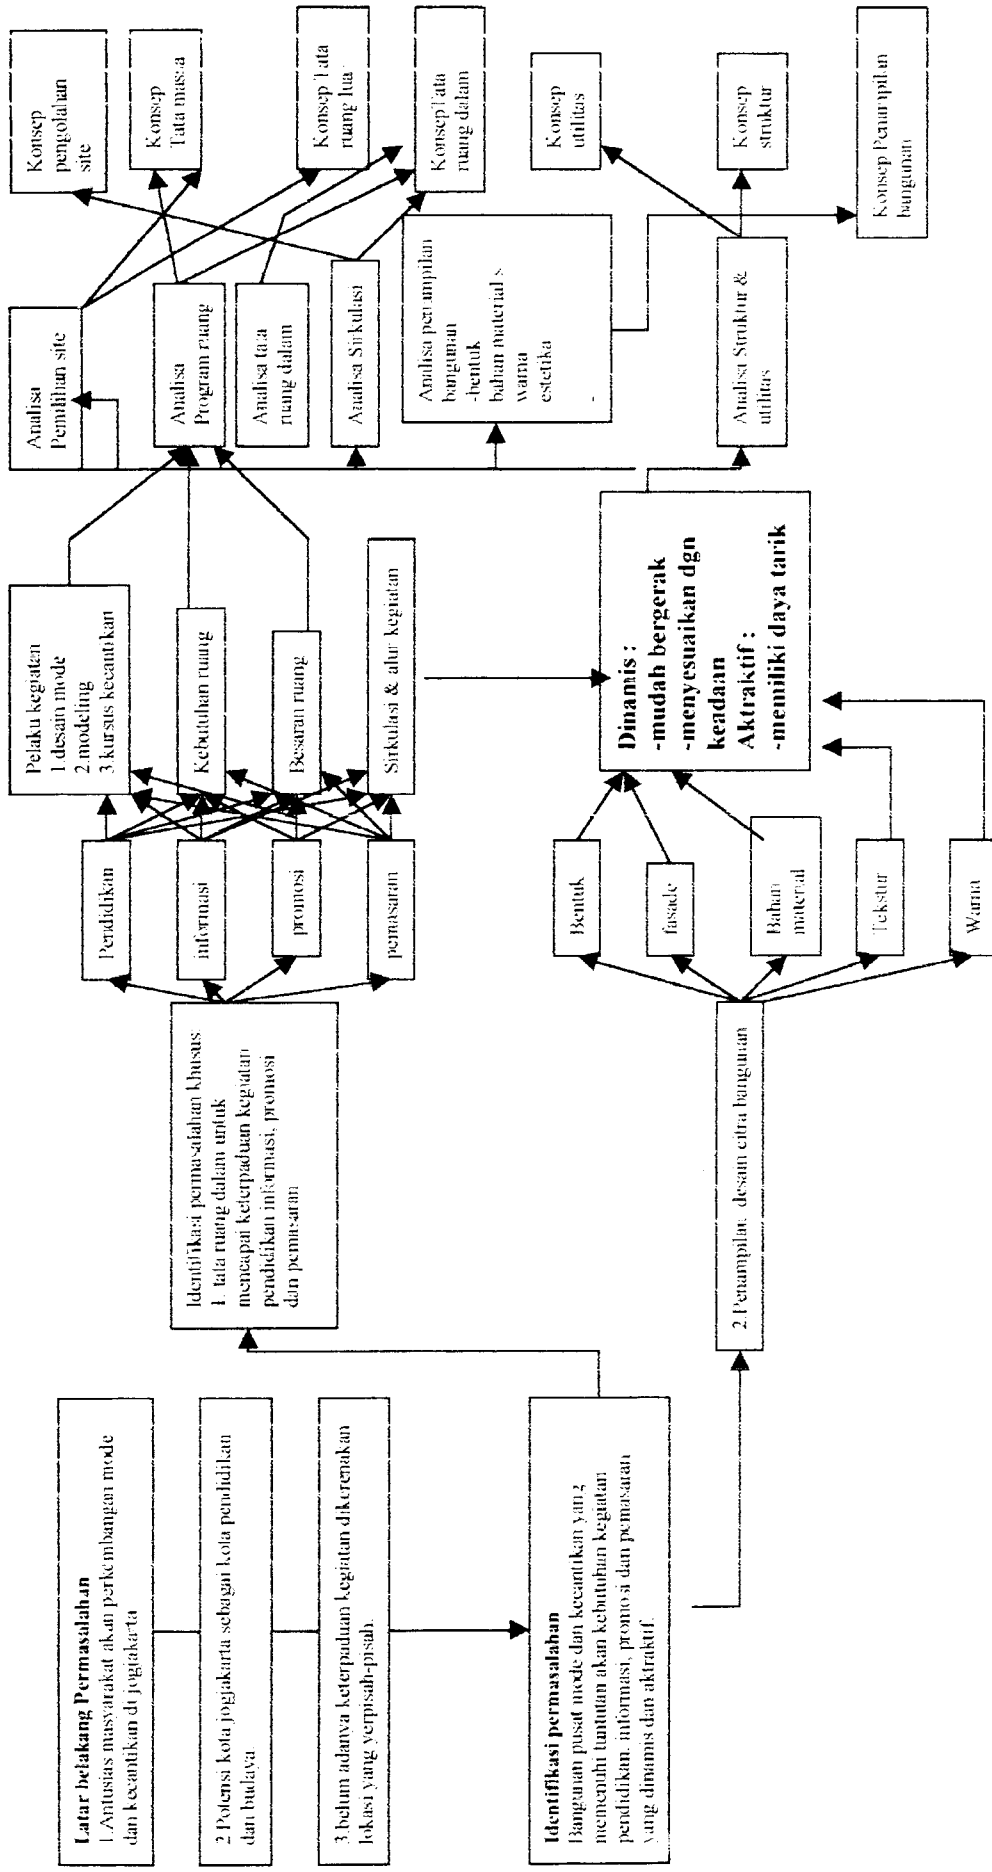 Latar belakang Permasalahan
1.Antusias masyarakat akan perkembangan mode
dan kecantikan di jogjakarta
2 Potensi kota jogjakarta sebagai kota pendidikan
dan budaya.
3.belum adanya keterpaduan kegiatan dikerenakan
lokasi yang yerpisah-pisah.
Identifikasi permasalahan
Bangunan pusat mode dan kecantikan yang
memenuhi tuntutan akan kebutuhan kegiatan
pendidikan, informasi, promosi dan pemasaran
yang dinamis dan aktraktif.
Identifikasi permasalahan khusus:
1. tata ruang dalam untuk
mencapai keterpaduan kegiatan
pendidikan informasi, promosi
dan pemasaran
2.Penampilan desain citra bangunan
Pendidikan
informasi
promosi
pemasaran
Bentuk
fasade
Bahan
material
Tekstur
Warna
Pelaku kegiatan
1.desain mode
2.modeling
3.kursus kecantikan
Kebutuhan ruang
Besaran ruang
Sirkulasi & alur kegiatan
Dinamis :
-mudah bergerak
-menyesuaikan dgn
keadaan
Aktraktif :
-memiliki daya tarik
Analisa
Pemilihan site
Analisa
Program ruang
Analisa tata
ruang dalam
Analisa Sirkulasi
Analisa penampilan
bangunan
-bentuk
bahan material s
warna
estetika
-
Analisa Struktur &
utilitas
Konsep
pengolahan
site
Konsep
Tata massa
Konsep Tata
ruang luar
KonsepTata
ruang dalam
Konsep
utilitas
Konsep
struktur
Konsep Penampilan
bangunan